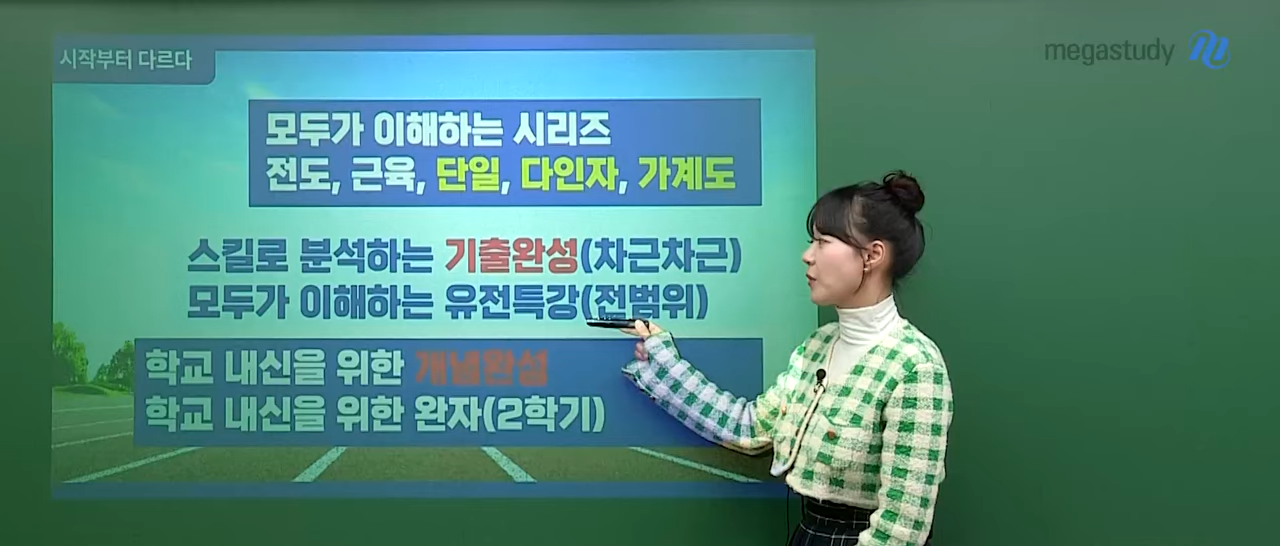 시작부터 다르다
megastudy
모두가 이해하는 시리즈
전도, 근육, 단일, 다인자, 가계도
스킬로 분석하는 기출완성(차근차근)
모두가 이해하는 유전특강(전범위)
학교 내신을 위한 개념완성
학교 내신을 위한 완자(2학기)